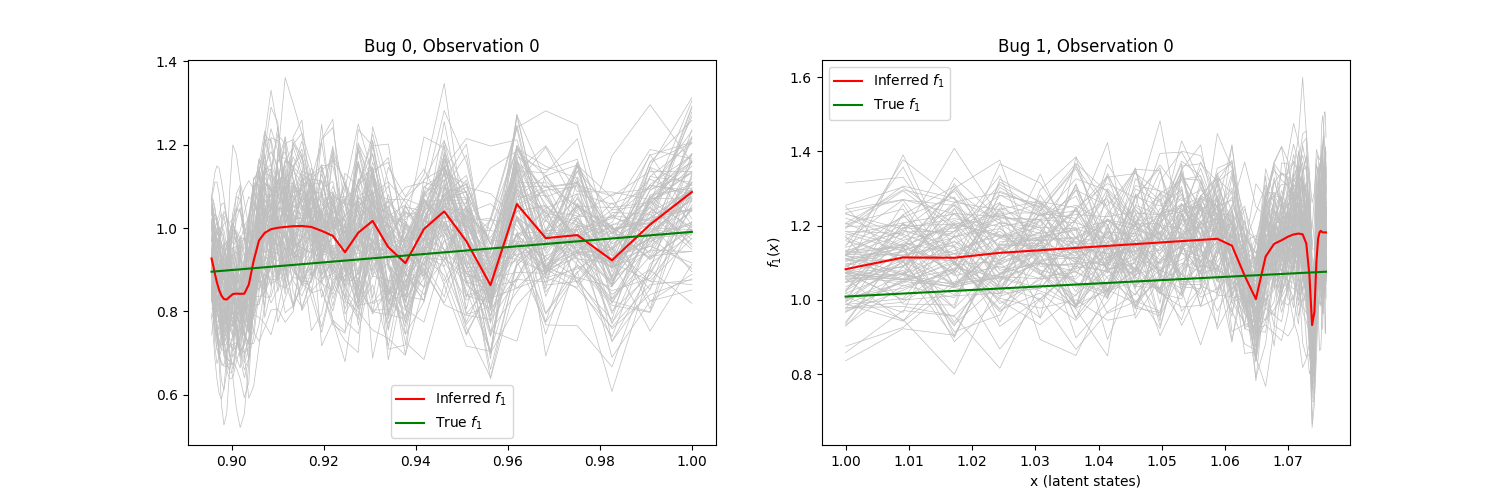 Bug 0, Observation 0
1.4
1.2
1.0
0.8
0.6
Inferred f₁
True f₁
0.90 0.92 0.94 0.96 0.98 1.00
Bug 1, Observation 0
Inferred f₁
True f₁
f₁(x)
1.6
1.4
1.2
1.0
0.8
1.00 1.01 1.02 1.03 1.04 1.05 1.06 1.07
x (latent states)